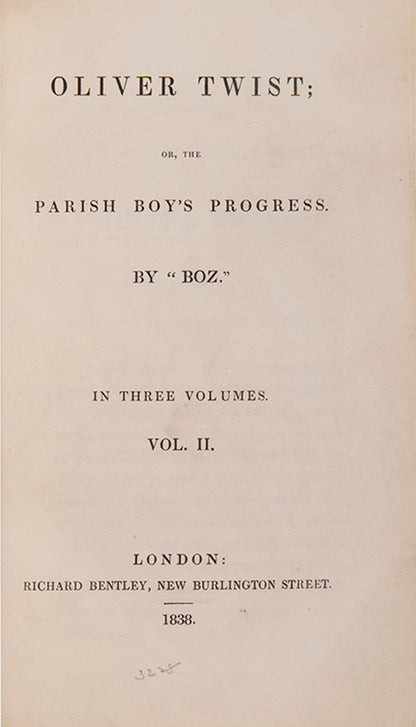 OLIVER TWIST;
OR, THE
PARISH BOY'S PROGRESS.
BY “ BOZ.”
IN THREE VOLUMES.
VOL. II.
LONDON:
RICHARD BENTLEY, NEW BURLINGTON STREET.
1838.
3228